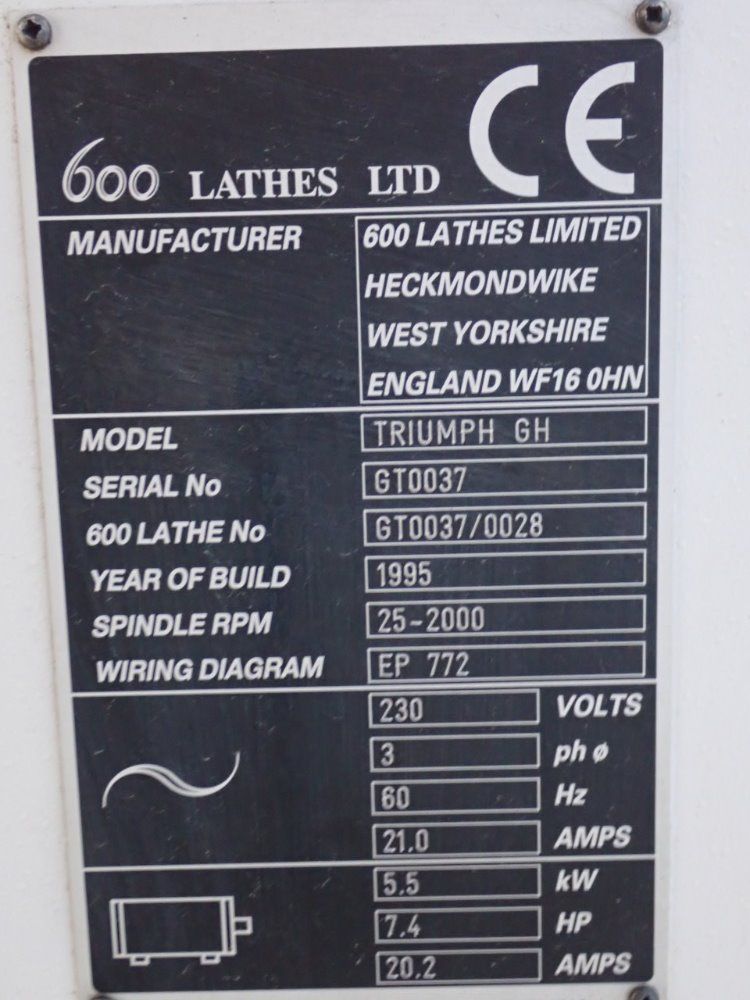 CE
600 LATHES LTD
MANUFACTURER 600 LATHES LIMITED
HECKMONDWIKE
WEST YORKSHIRE
ENGLAND WF16 0HN
MODEL TRIUMPH GH
SERIAL No GT0037
600 LATHE No GT0037/0028
YEAR OF BUILD 1995
SPINDLE RPM 25-2000
WIRING DIAGRAM EP 772
230 VOLTS
3 ph ø
60 Hz
21.0 AMPS
5.5 kW
7.4 HP
20.2 AMPS